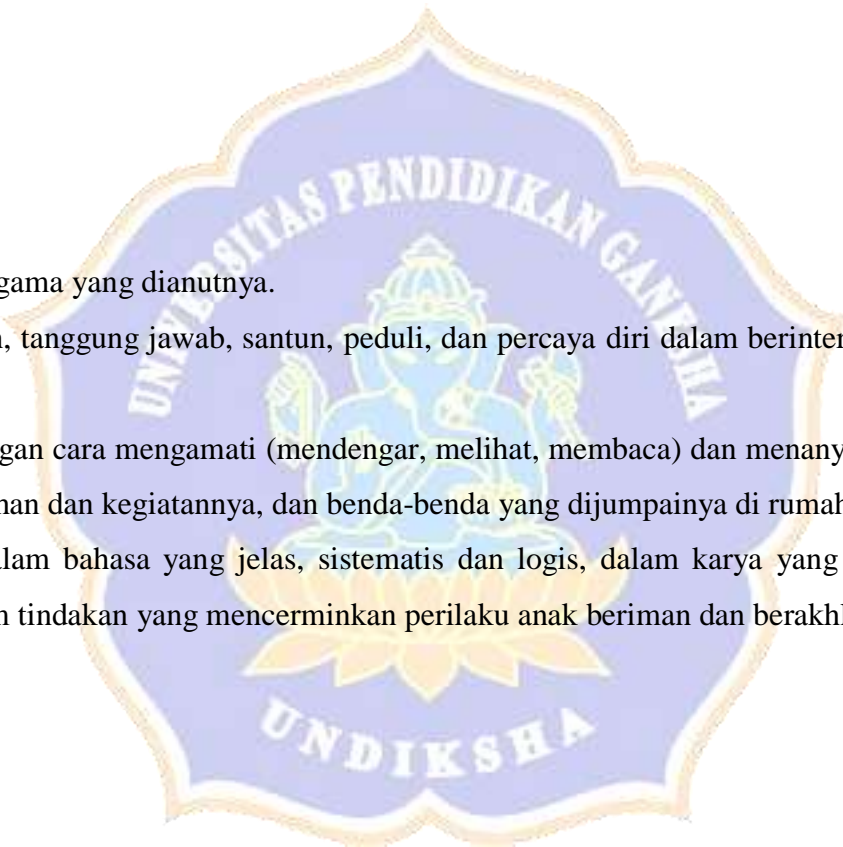 UNIVERSITAS PENDIDIKAN GANESHA
gama yang dianutnya.
, tanggung jawab, santun, peduli, dan percaya diri dalam berinter
gan cara mengamati (mendengar, melihat, membaca) dan menany
an dan kegiatannya, dan benda-benda yang dijumpainya di rumah
alam bahasa yang jelas, sistematis dan logis, dalam karya yang
n tindakan yang mencerminkan perilaku anak beriman dan berakhl
UNDIKSHA